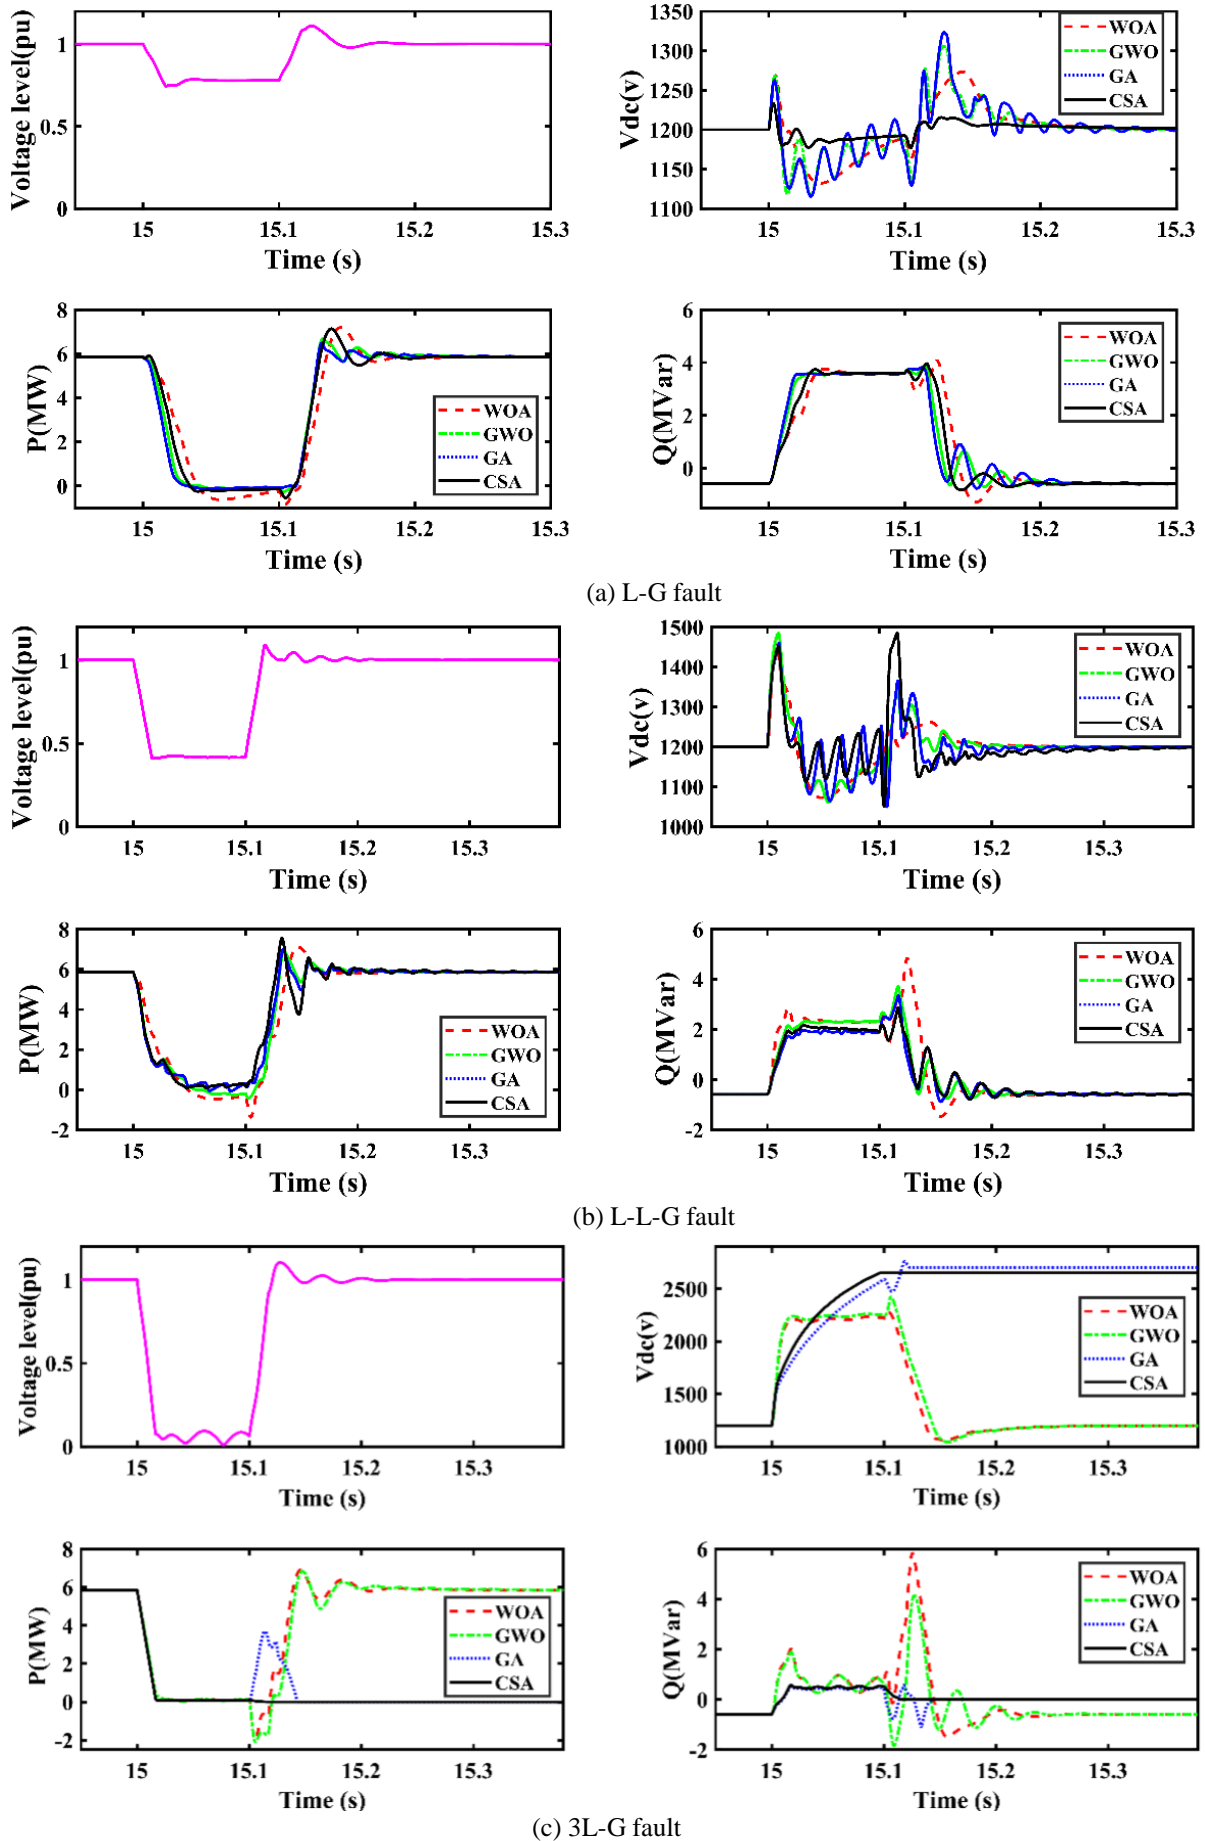 Voltage level(pu)
1
0.5
0
15 15.1 15.2 15.3
Time (s)
Vdc(v)
1300
1250
1200
1150
1100
15 15.1 15.2 15.3
Time (s)
WOA
GWO
GA
CSA
P(MW)
8
6
4
2
0
15 15.1 15.2 15.3
Time (s)
WOA
GWO
GA
CSA
Q(MVar)
6
4
2
0
15 15.1 15.2 15.3
Time (s)
WOA
GWO
GA
CSA
(a) L-G fault
Voltage level(pu)
1
0.5
0
15 15.1 15.2 15.3
Time (s)
Vdc(v)
1500
1400
1300
1200
1100
1000
15 15.1 15.2 15.3
Time (s)
WOA
GWO
GA
CSA
P(MW)
8
6
4
2
0
-2
15 15.1 15.2 15.3
Time (s)
WOA
GWO
GA
CSA
Q(MVar)
6
4
2
0
-2
15 15.1 15.2 15.3
Time (s)
WOA
GWO
GA
CSA
(b) L-L-G fault
Voltage level(pu)
1
0.5
0
15 15.1 15.2 15.3
Time (s)
Vdc(v)
2500
2000
1500
1000
15 15.1 15.2 15.3
Time (s)
WOA
GWO
GA
CSA
P(MW)
8
6
4
2
0
-2
15 15.1 15.2 15.3
Time (s)
WOA
GWO
GA
CSA
Q(MVar)
6
4
2
0
-2
15 15.1 15.2 15.3
Time (s)
WOA
GWO
GA
CSA
(c) 3L-G fault